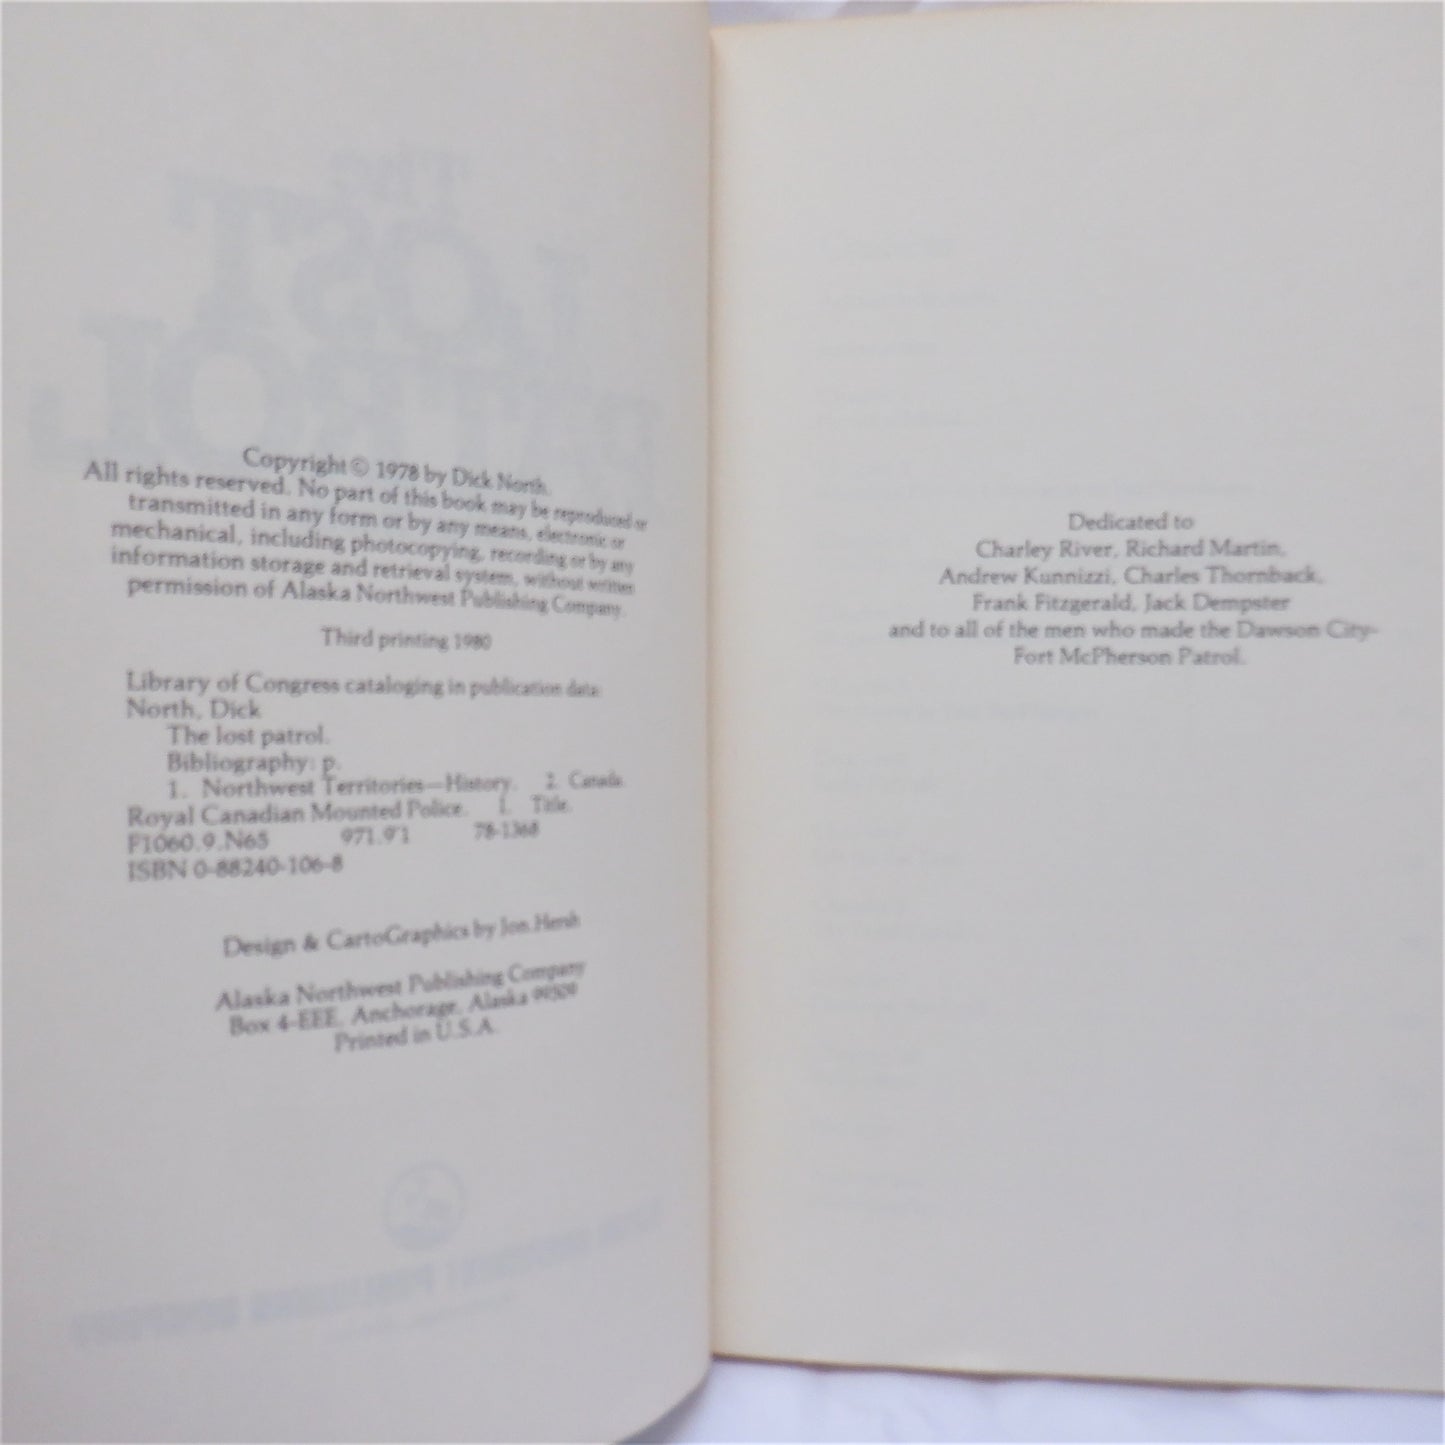 Copyright © 1978 by Dick North.
All rights reserved. No part of this book may be reproduced or
transmitted in any form or by any means, electronic or
mechanical, including photocopying, recording or by any
information storage and retrieval system, without written
permission of Alaska Northwest Publishing Company.
Third printing 1980
Library of Congress cataloging in publication data:
North, Dick
The lost patrol.
Bibliography: p.
1. Northwest Territories—History. 2. Canada.
Royal Canadian Mounted Police. I. Title.
F1060.9.N65 971.9'1 78-1368
ISBN 0-88240-106-8
Design & CartoGraphics by Jon.Hersh
Alaska Northwest Publishing Company
Box 4-EEE, Anchorage, Alaska 99509
Printed in U.S.A.
Dedicated to
Charley River, Richard Martin,
Andrew Kunnizzi, Charles Thornback,
Frank Fitzgerald, Jack Dempster
and to all of the men who made the Dawson City-
Fort McPherson Patrol.